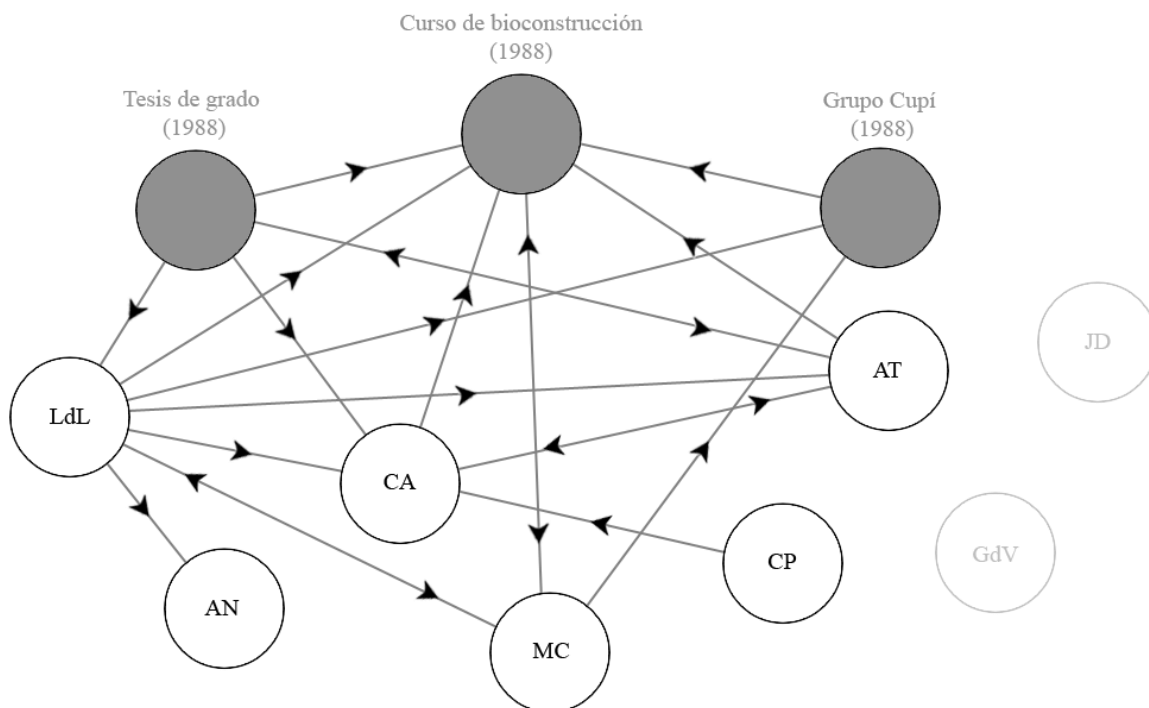 Curso de bioconstrucción
(1988)
Tesis de grado
(1988)
Grupo Cupí
(1988)
JD
AT
LdL
CA
CP
GdV
AN
MC